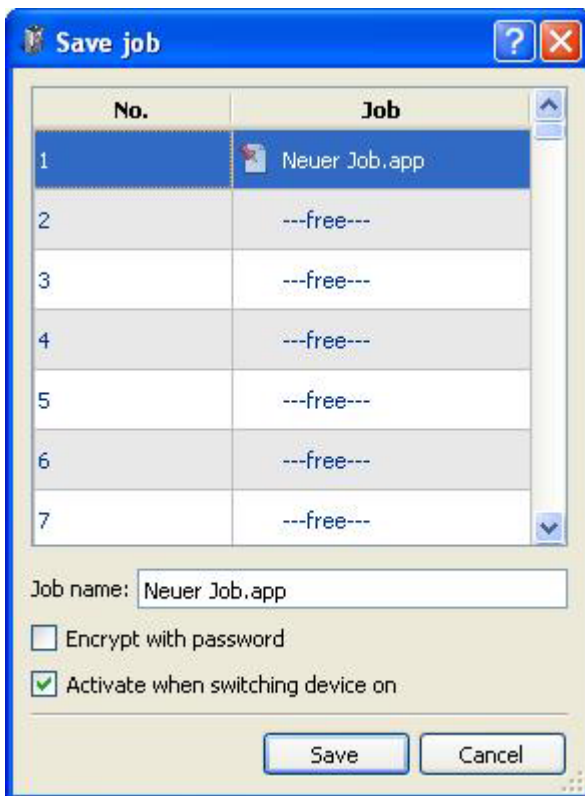 Save job
No. Job
1 Neuer Job.app
2 ---free---
3 ---free---
4 ---free---
5 ---free---
6 ---free---
7 ---free---
Job name: Neuer Job.app
Encrypt with password
Activate when switching device on
Save Cancel